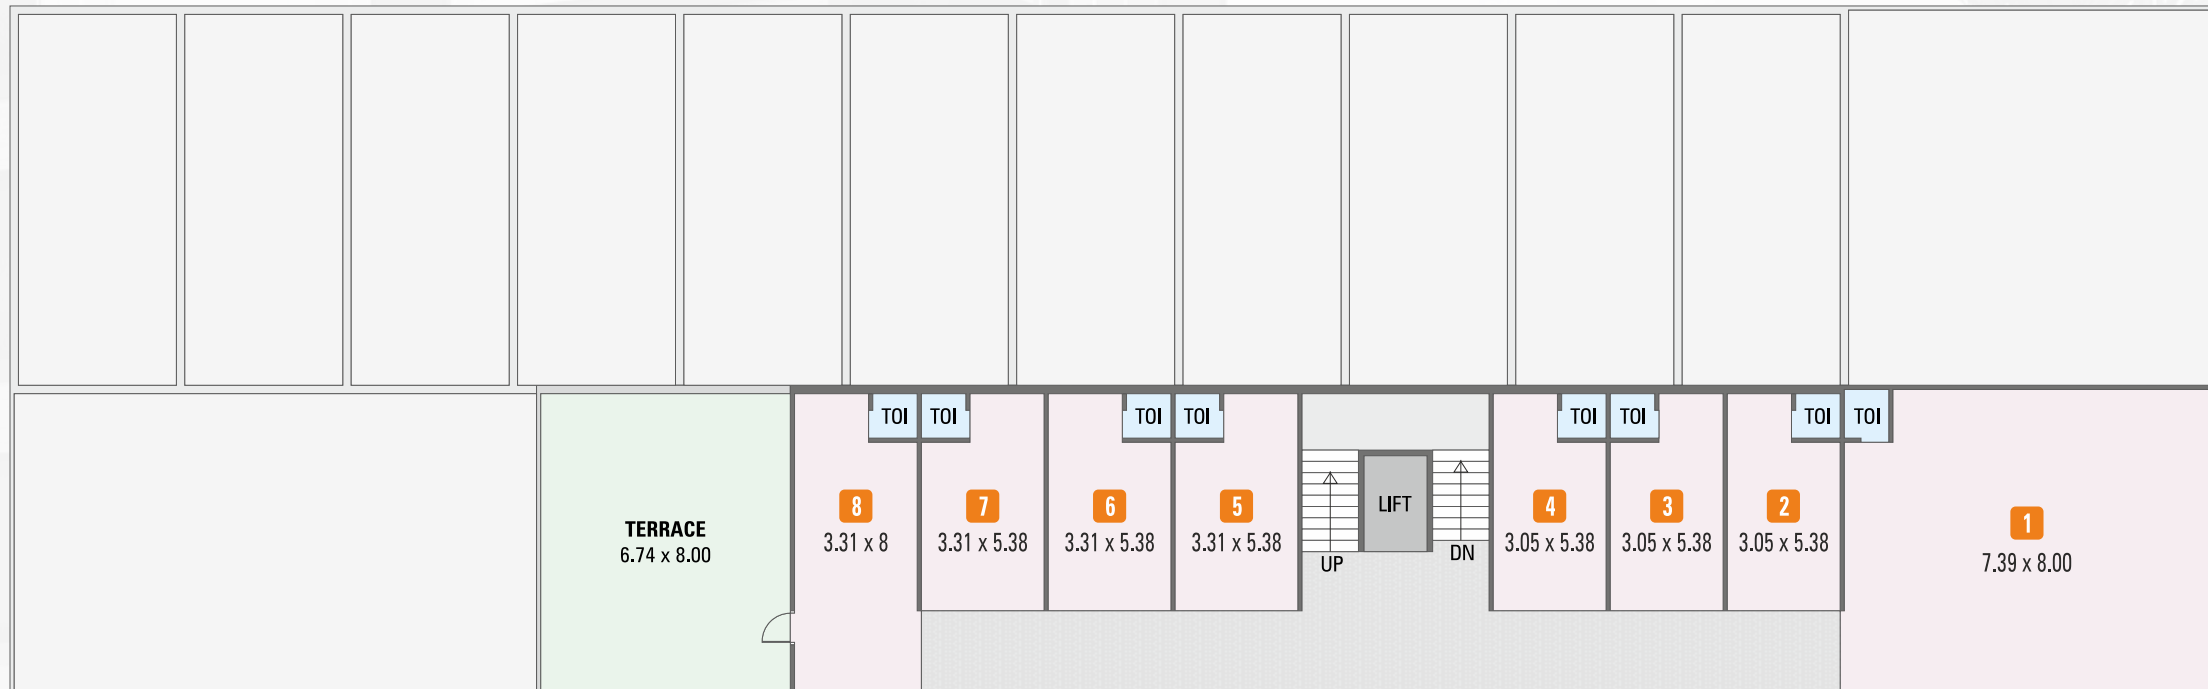 TOI
TOI
TOI
TOI
TOI
TOI
TOI
TOI
TERRACE
6.74 x 8.00
8
3.31 x 8
7
3.31 x 5.38
6
3.31 x 5.38
5
3.31 x 5.38
UP
LIFT
DN
4
3.05 x 5.38
3
3.05 x 5.38
2
3.05 x 5.38
1
7.39 x 8.00